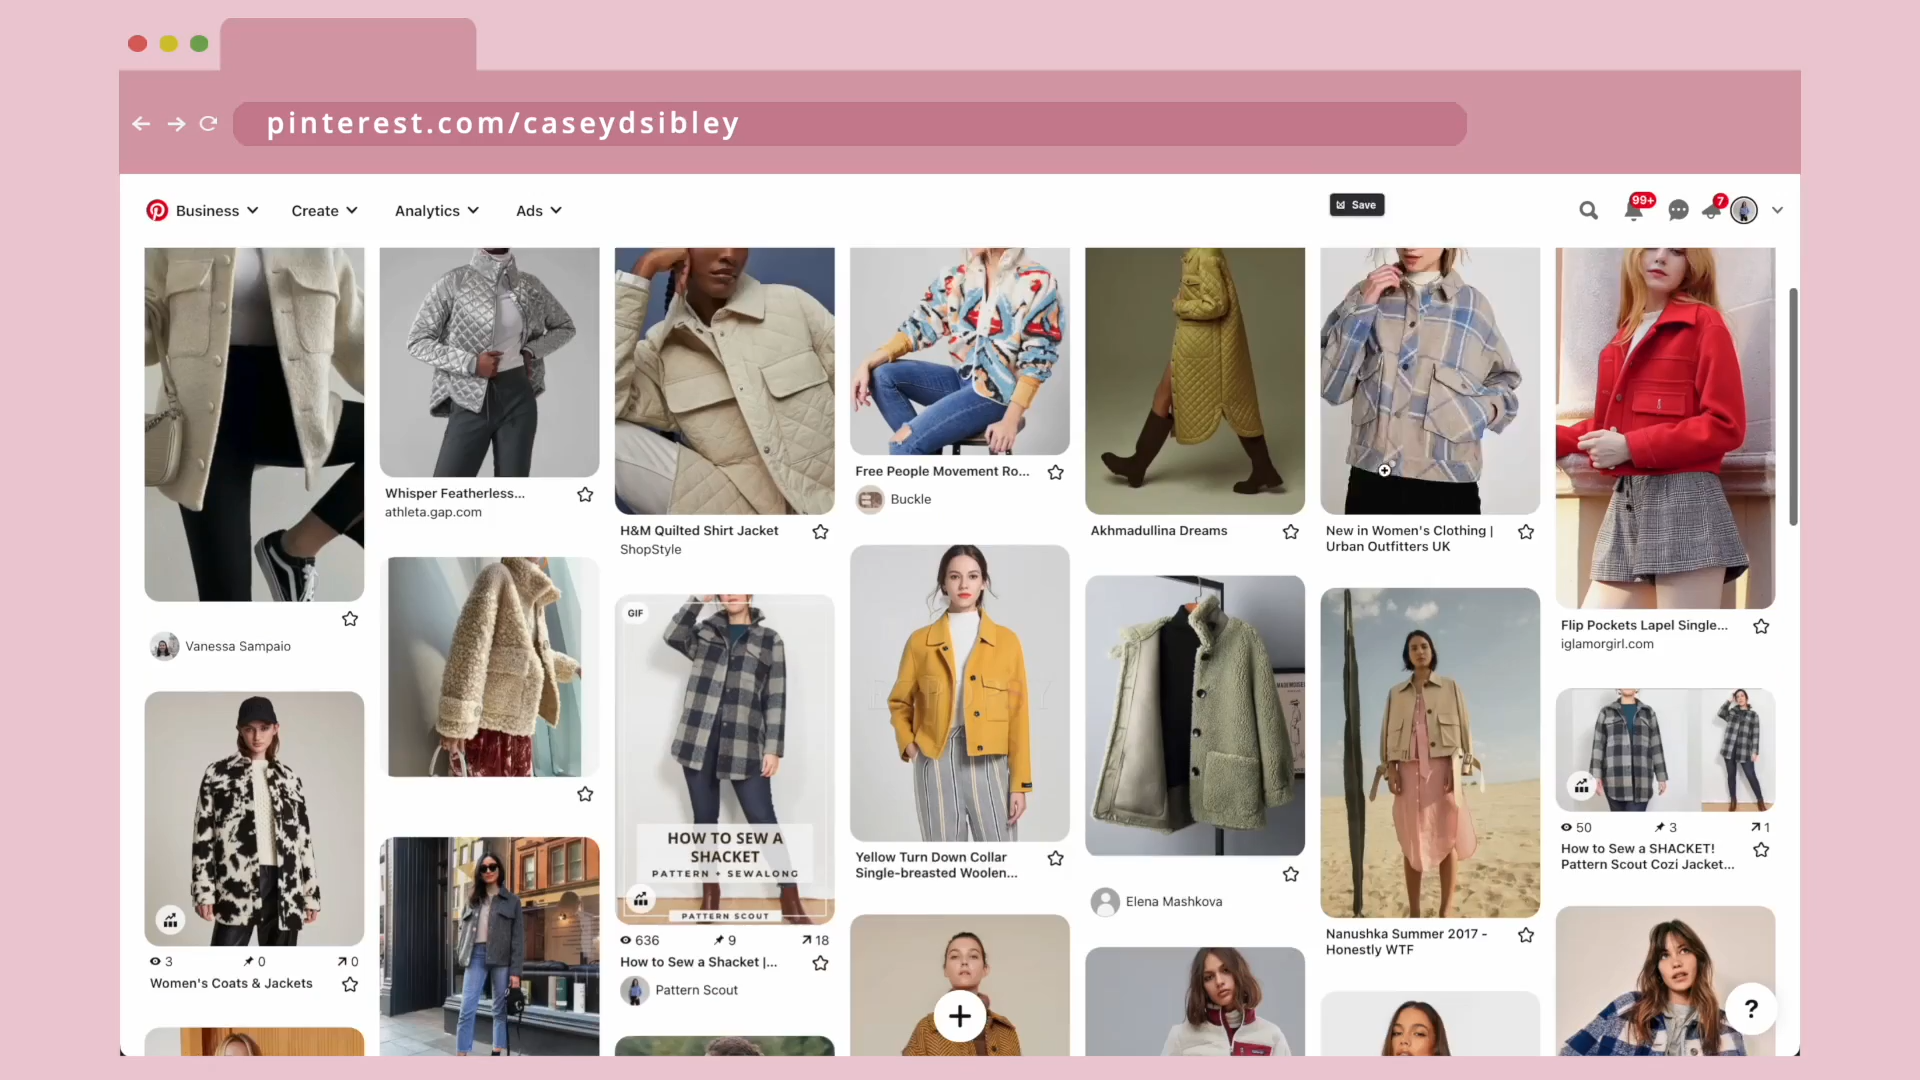 pinterest.com/caseydsibley
Business
Create
Analytics
Ads
Save
99+
7
Vanessa Sampaio
3
0
0
Women's Coats & Jackets
Whisper Featherless...
athleta.gap.com
H&M Quilted Shirt Jacket
ShopStyle
GIF
HOW TO SEW A
SHACKET
PATTERN + SEWALONG
PATTERN SCOUT
636
9
18
How to Sew a Shacket |...
Pattern Scout
Free People Movement Ro...
Buckle
Yellow Turn Down Collar
Single-breasted Woolen...
+
Akhmadullina Dreams
Elena Mashkova
New in Women's Clothing |
Urban Outfitters UK
Nanushka Summer 2017 -
Honestly WTF
Flip Pockets Lapel Single...
iglamorgirl.com
50
3
1
How to Sew a SHACKET!
Pattern Scout Cozi Jacket...
?